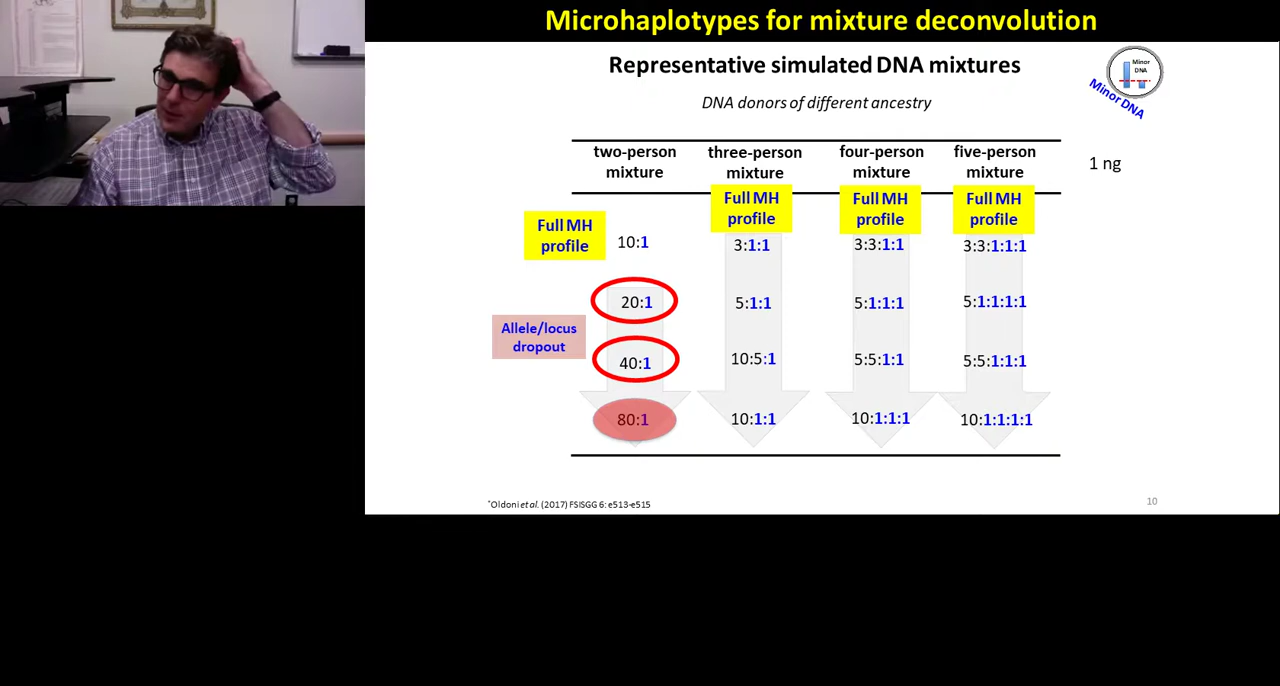 Microhaplotypes for mixture deconvolution
Representative simulated DNA mixtures
DNA donors of different ancestry
Minor
DNA
Minor DNA
1 ng
two-person
mixture
three-person
mixture
four-person
mixture
five-person
mixture
Full MH
profile
Full MH
profile
Full MH
profile
Full MH
profile
10:1
3:1:1
3:3:1:1
3:3:1:1:1
20:1
5:1:1
5:1:1:1
5:1:1:1:1
Allele/locus
dropout
40:1
10:5:1
5:5:1:1
5:5:1:1:1
80:1
10:1:1
10:1:1:1
10:1:1:1:1
*Oldoni et al. (2017) FSISGG 6: e513-e515
10